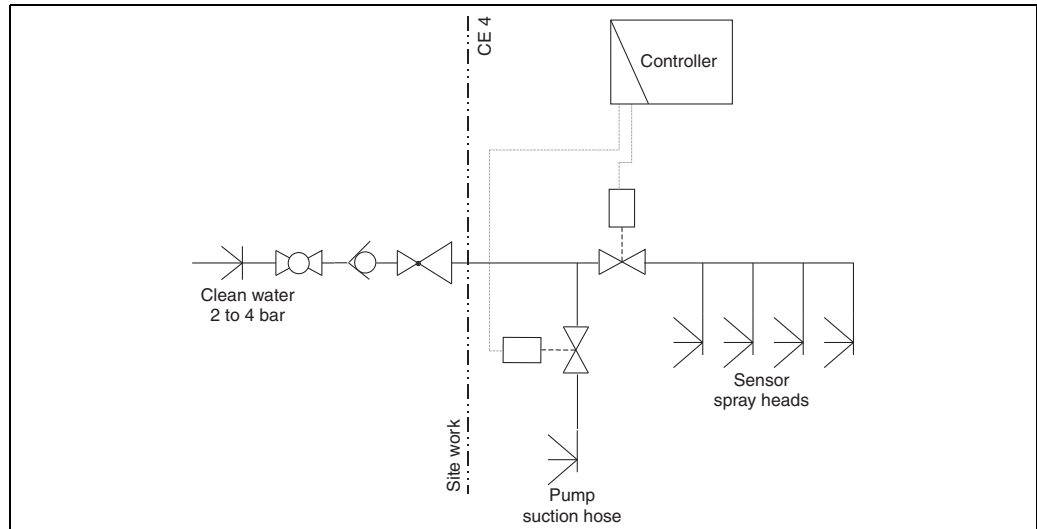 CE 4
Controller
Clean water
2 to 4 bar
Sensor
spray heads
Site work
Pump
suction hose